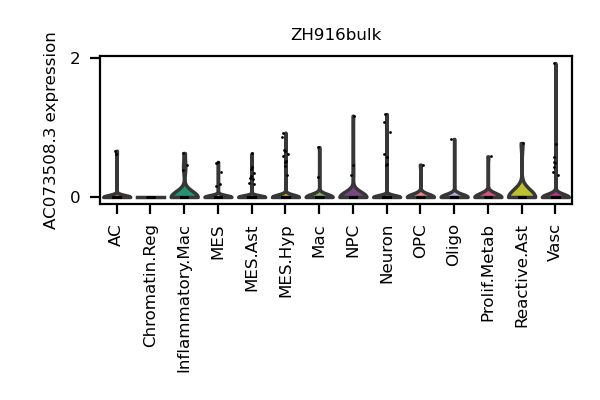 ZH916bulk
AC073508.3 expression
2
0
AC
Chromatin.Reg
Inflammatory.Mac
MES
MES.Ast
MES.Hyp
Mac
NPC
Neuron
OPC
Oligo
Prolif.Metab
Reactive.Ast
Vasc